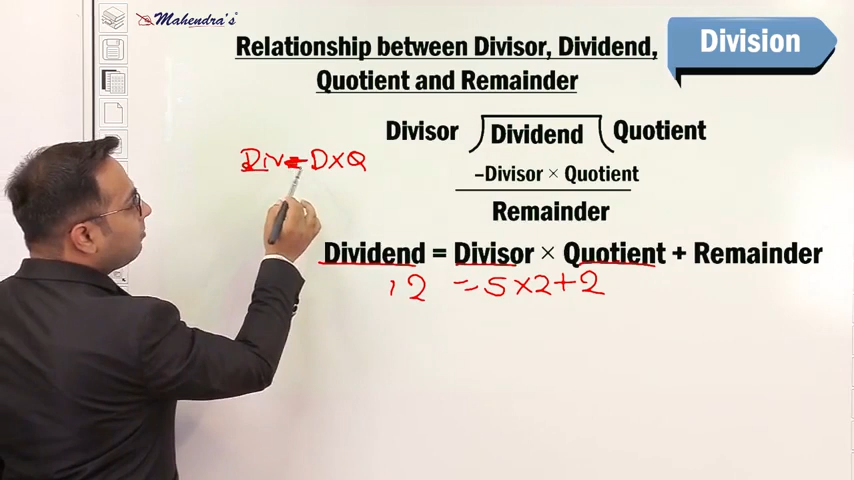 Mahendra's
Division
Relationship between Divisor, Dividend,
Quotient and Remainder
Divisor Dividend Quotient
–Divisor × Quotient
Remainder
Div = D×Q
Dividend = Divisor × Quotient + Remainder
12 = 5×2+2